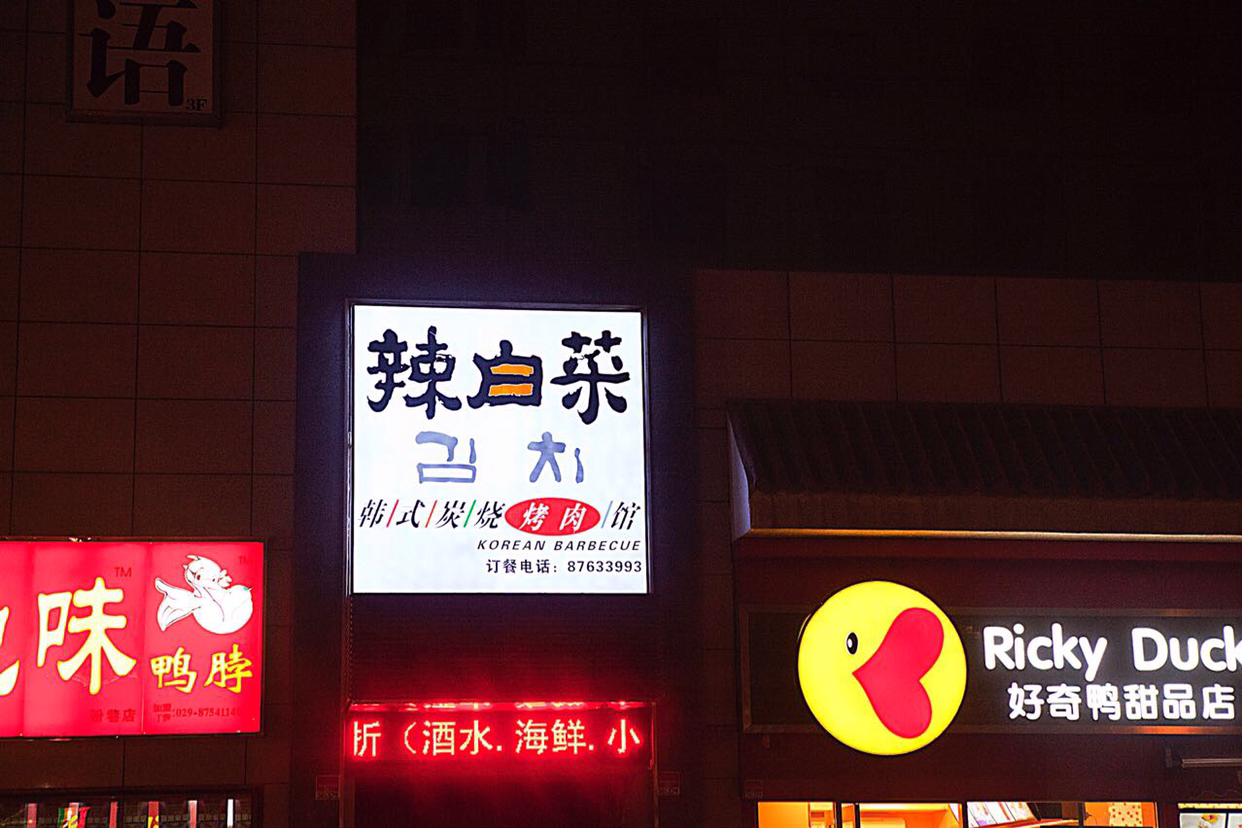 语
3F
辣白菜
김치
韩/式/炭/烧 烤肉/馆
KOREAN BARBECUE
订餐电话：87633993
味
TM
鸭脖
折（酒水.海鲜.小
Ricky Duck
好奇鸭甜品店